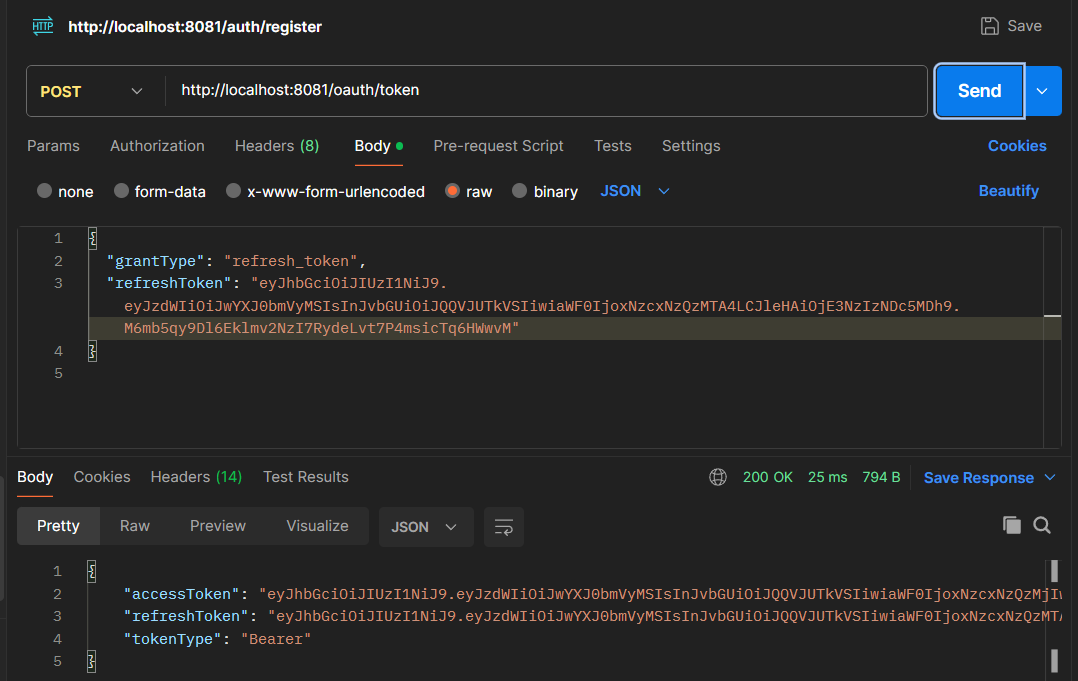 HTTP http://localhost:8081/auth/register Save
POST http://localhost:8081/oauth/token Send
Params Authorization Headers (8) Body Pre-request Script Tests Settings Cookies
none form-data x-www-form-urlencoded raw binary JSON Beautify
1 {
2 "grantType": "refresh_token",
3 "refreshToken": "eyJhbGciOiJIUzI1NiJ9.
eyJzdWIiOiJwYXJ0bmVyMSIsInJvbGUiOiJQQVJUTkVSIiwiaWF0IjoxNzcxNzQzMTA4LCJleHAiOjE3NzIzNDc5MDh9.
M6mb5qy9Dl6Eklmv2NzI7RydeLvt7P4msicTq6HWwvM"
4 }
5
Body Cookies Headers (14) Test Results 200 OK 25 ms 794 B Save Response
Pretty Raw Preview Visualize JSON
1 {
2 "accessToken": "eyJhbGciOiJIUzI1NiJ9.eyJzdWIiOiJwYXJ0bmVyMSIsInJvbGUiOiJQQVJUTkVSIiwiaWF0IjoxNzcxNzQzMjIw
3 "refreshToken": "eyJhbGciOiJIUzI1NiJ9.eyJzdWIiOiJwYXJ0bmVyMSIsInJvbGUiOiJQQVJUTkVSIiwiaWF0IjoxNzcxNzQzMTA
4 "tokenType": "Bearer"
5 }